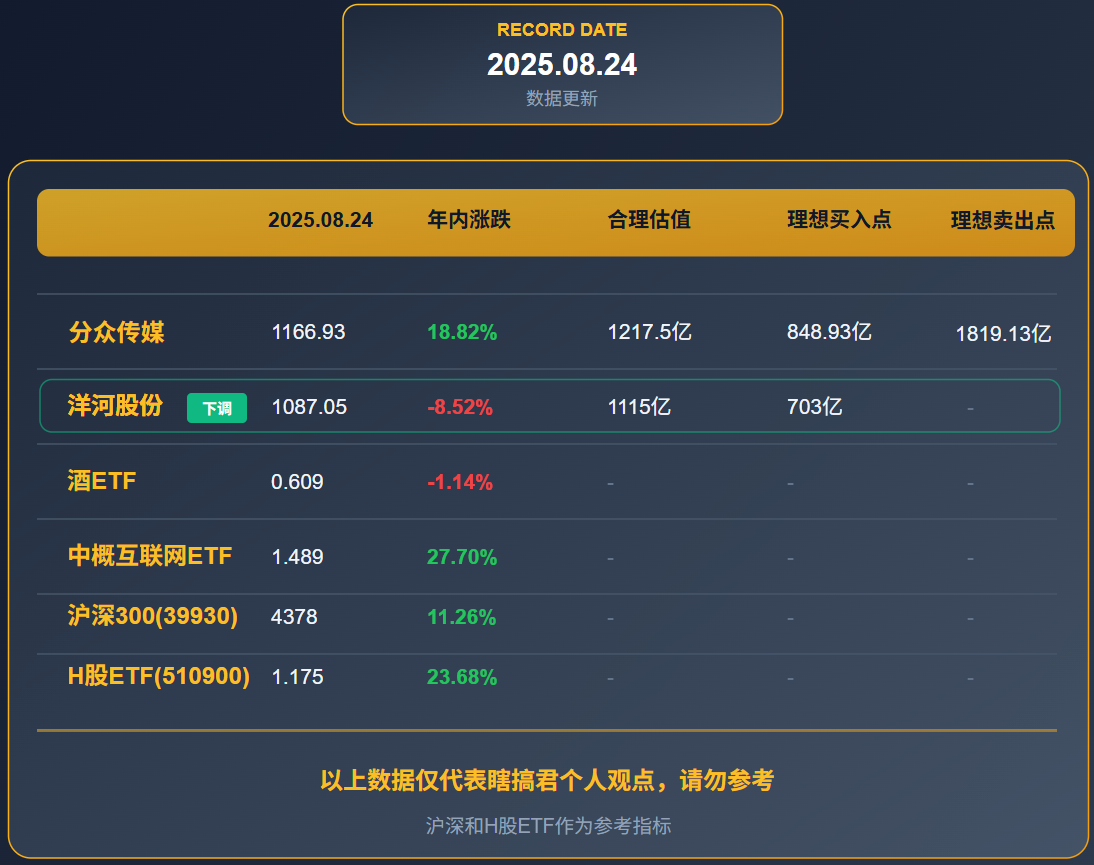 RECORD DATE
2025.08.24
数据更新
2025.08.24 年内涨跌 合理估值 理想买入点 理想卖出点
分众传媒 1166.93 18.82% 1217.5亿 848.93亿 1819.13亿
洋河股份 下调 1087.05 -8.52% 1115亿 703亿 -
酒ETF 0.609 -1.14% - - -
中概互联网ETF 1.489 27.70% - - -
沪深300(39930) 4378 11.26% - - -
H股ETF(510900) 1.175 23.68% - - -
以上数据仅代表瞎搞君个人观点，请勿参考
沪深和H股ETF作为参考指标